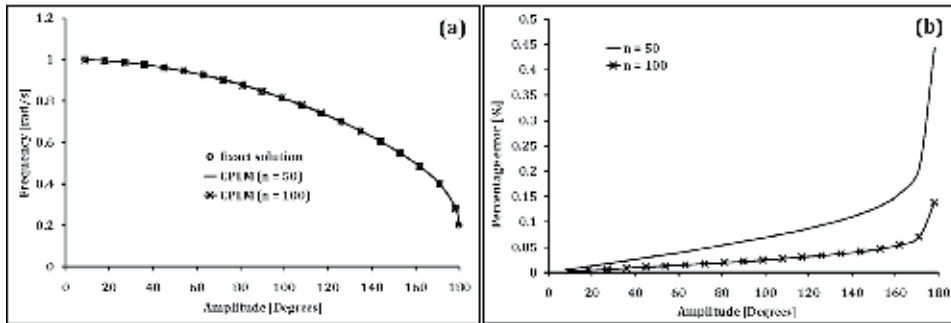 (a)
1.2
1
0.8
0.6
0.4
0.2
0
Frequency [rad/s]
Exact solution
CPLM (n = 50)
CPLM (n = 100)
0 20 40 60 80 100 120 140 160 180
Amplitude [Degrees]
(b)
0.5
0.45
0.4
0.35
0.3
0.25
0.2
0.15
0.1
0.05
0
Percentage error [%]
n = 50
n = 100
0 20 40 60 80 100 120 140 160 180
Amplitude [Degrees]